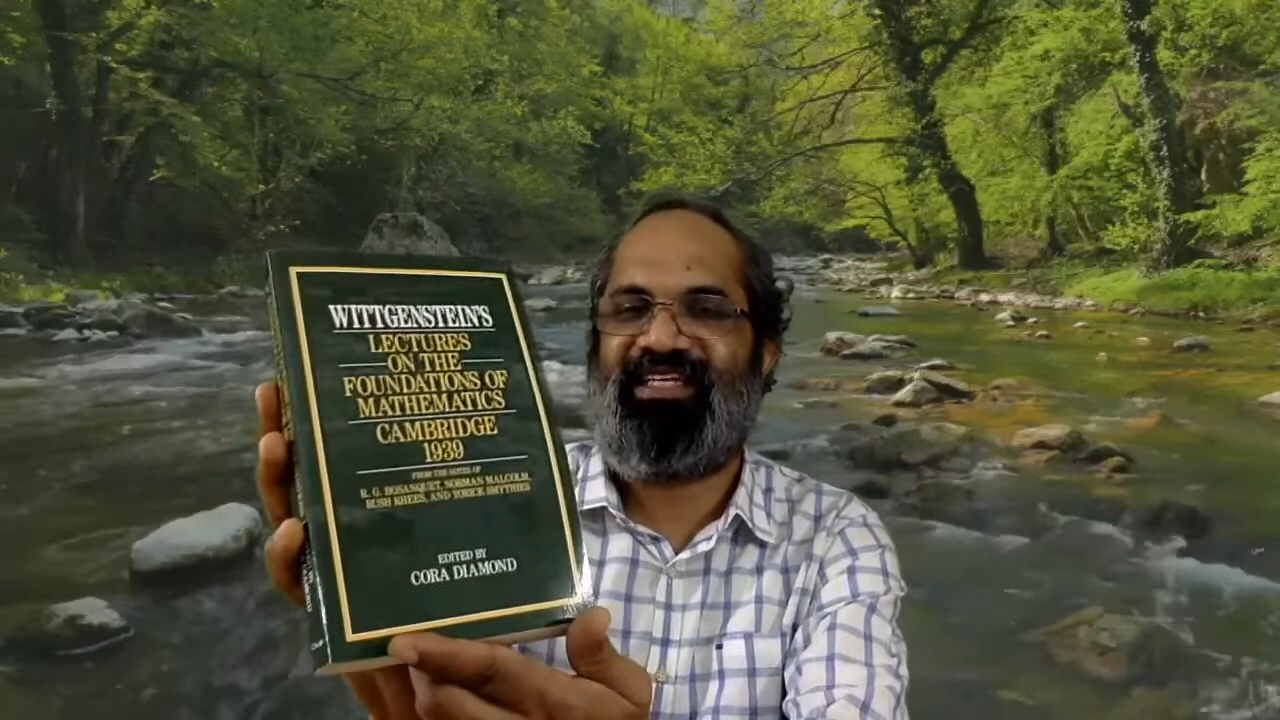 WITTGENSTEIN'S
LECTURES
ON THE
FOUNDATIONS OF
MATHEMATICS
CAMBRIDGE
1939
FROM THE NOTES OF
R. G. BOSANQUET, NORMAN MALCOLM,
RUSH RHEES, AND YORICK SMYTHIES
EDITED BY
CORA DIAMOND